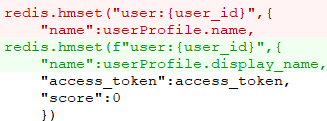 redis.hmset("user:{user_id}",{
"name":userProfile.name,
redis.hmset(f"user:{user_id}",{
"name":userProfile.display_name,
"access_token":access_token,
"score":0
})